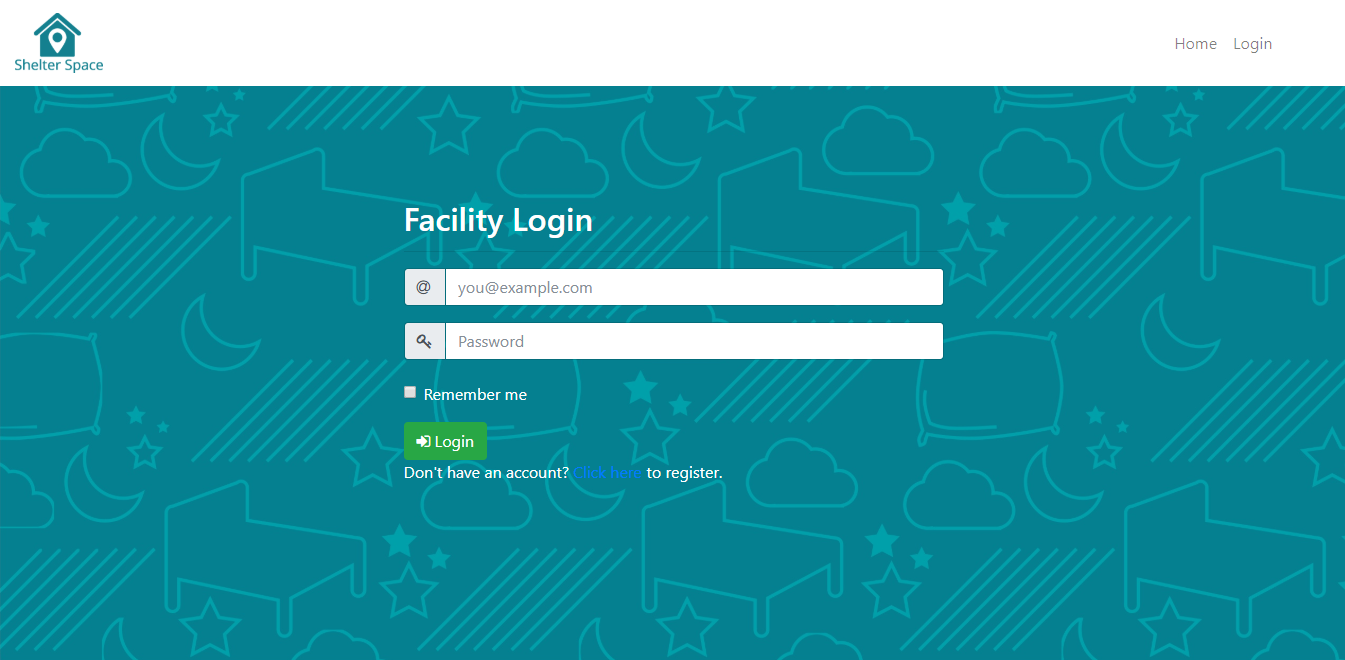 Shelter Space
Home Login
Facility Login
@ you@example.com
Password
Remember me
Login
Don't have an account? Click here to register.